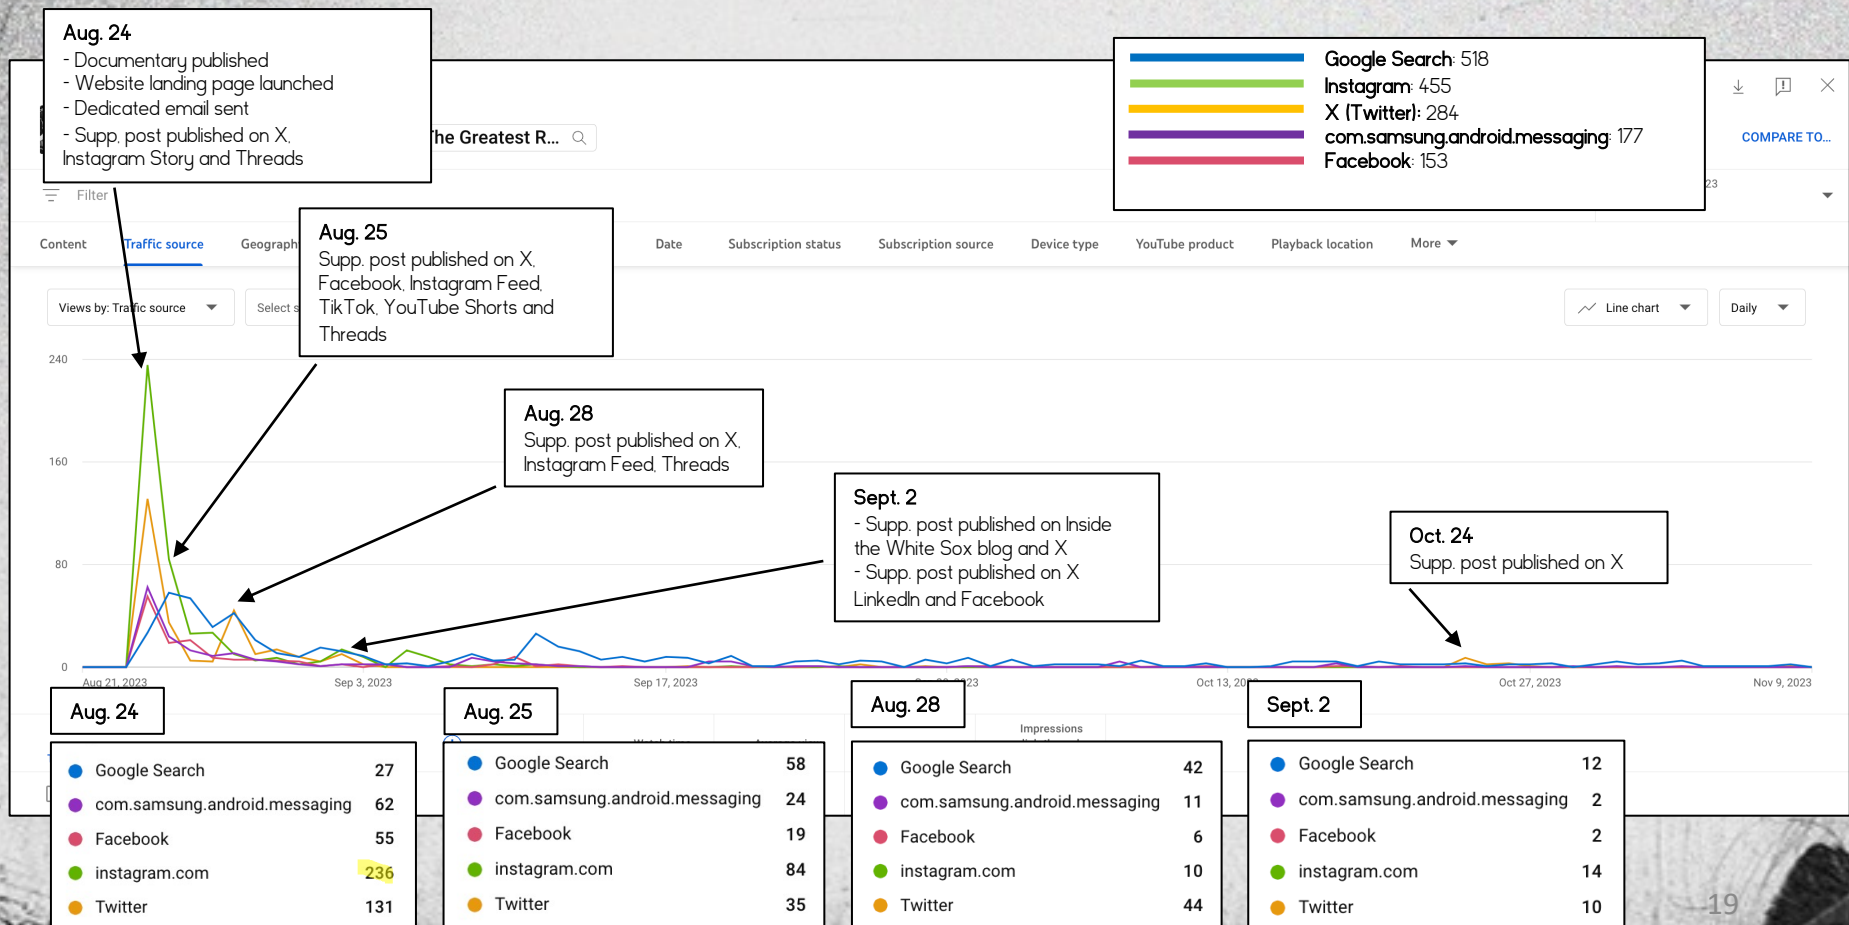 Aug. 24
- Documentary published
- Website landing page launched
- Dedicated email sent
- Supp. post published on X,
Instagram Story and Threads
The Greatest R...
Google Search: 518
Instagram: 455
X (Twitter): 284
com.samsung.android.messaging: 177
Facebook: 153
COMPARE TO...
23
Filter
Content
Traffic source
Geograph
Date
Subscription status
Subscription source
Device type
YouTube product
Playback location
More
Aug. 25
Supp. post published on X,
Facebook, Instagram Feed,
TikTok, YouTube Shorts and
Threads
Views by: Traffic source
Select s
Line chart
Daily
Aug. 28
Supp. post published on X,
Instagram Feed, Threads
Sept. 2
- Supp. post published on Inside
the White Sox blog and X
- Supp. post published on X
LinkedIn and Facebook
Oct. 24
Supp. post published on X
240
160
80
0
Aug 21, 2023
Sep 3, 2023
Sep 17, 2023
Oct 13, 20
Oct 27, 2023
Nov 9, 2023
Impressions
Aug. 24
Google Search 27
com.samsung.android.messaging 62
Facebook 55
instagram.com 236
Twitter 131
Aug. 25
Google Search 58
com.samsung.android.messaging 24
Facebook 19
instagram.com 84
Twitter 35
Aug. 28
Google Search 42
com.samsung.android.messaging 11
Facebook 6
instagram.com 10
Twitter 44
Sept. 2
Google Search 12
com.samsung.android.messaging 2
Facebook 2
instagram.com 14
Twitter 10
19